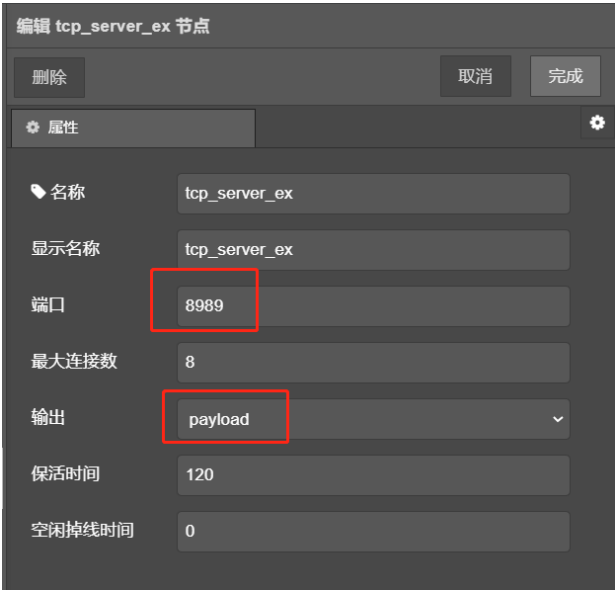 编辑 tcp_server_ex 节点
删除 取消 完成
属性
名称 tcp_server_ex
显示名称 tcp_server_ex
端口 8989
最大连接数 8
输出 payload
保活时间 120
空闲掉线时间 0